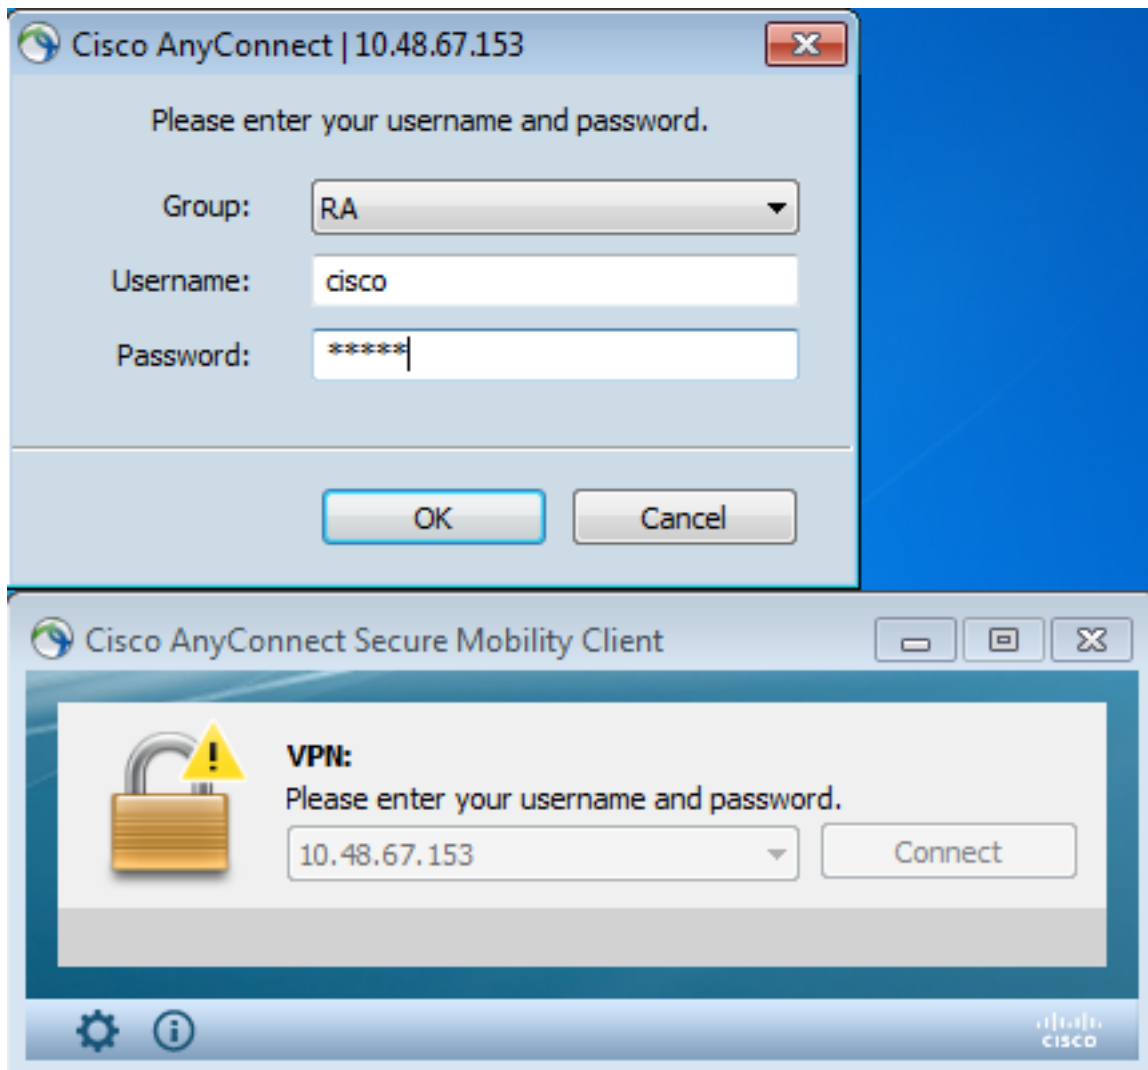 Cisco AnyConnect | 10.48.67.153
Please enter your username and password.
Group: RA
Username: cisco
Password: *****
OK Cancel
Cisco AnyConnect Secure Mobility Client
VPN:
Please enter your username and password.
10.48.67.153 Connect
CISCO